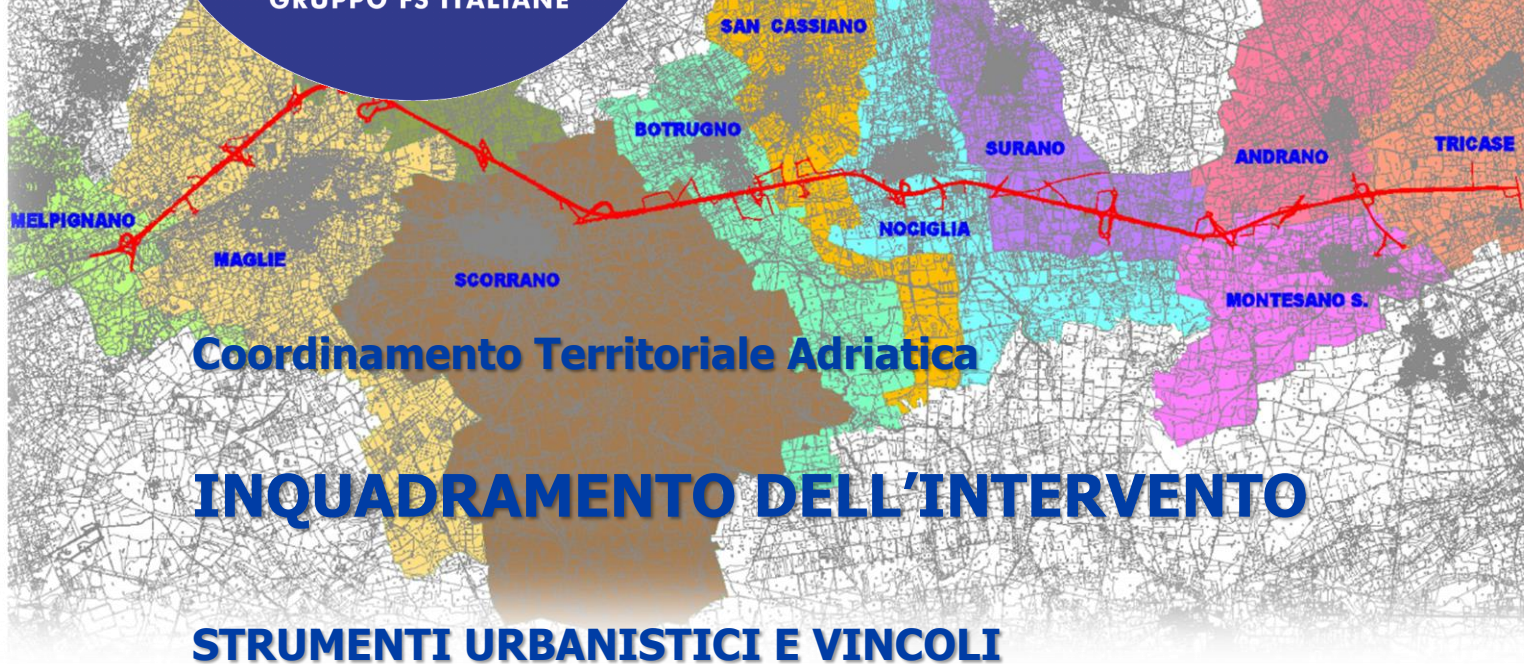 GRUPPO FS ITALIANE
SAN CASSIANO
BOTRUGNO
SURANO
ANDRANO
TRICASE
MELPIGNANO
MAGLIE
NOCIGLIA
SCORRANO
MONTESANO S.
Coordinamento Territoriale Adriatica
INQUADRAMENTO DELL’INTERVENTO
STRUMENTI URBANISTICI E VINCOLI